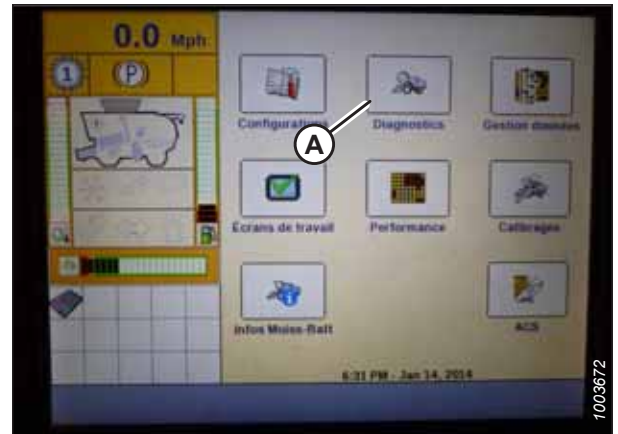 0.0 Mph
1 (P)
Configurations
Diagnostics
Gestion données
A
Ecrans de travail
Performance
Calibrages
Infos Moiss-Batt
ACS
6:31 PM - Jan 14, 2014
1003672